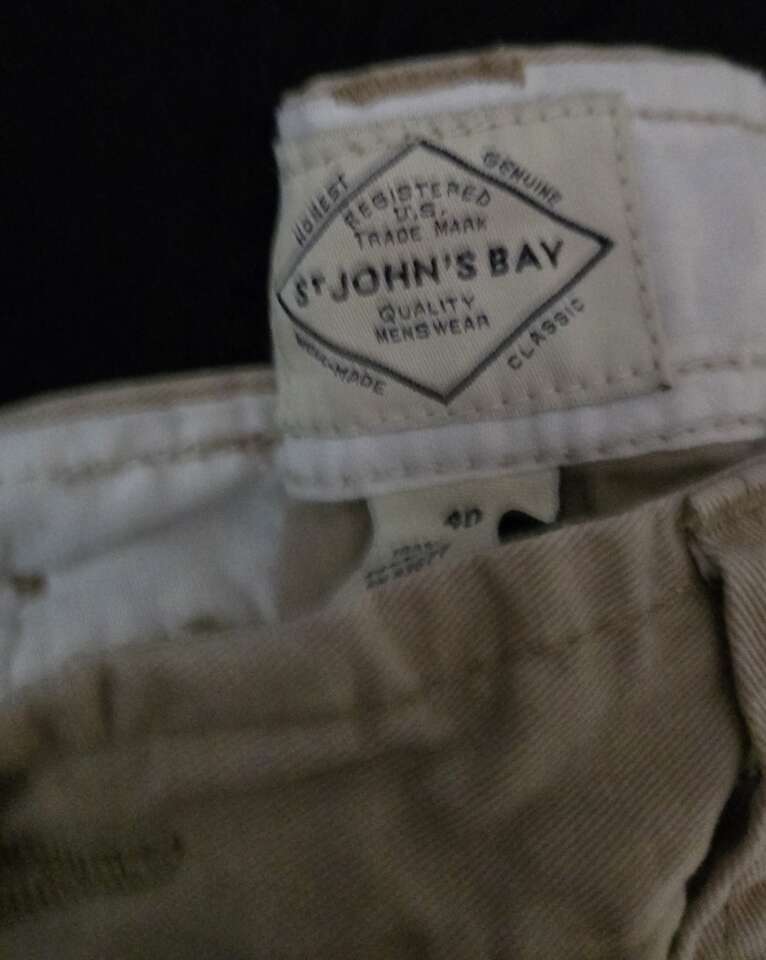 HONEST
GENUINE
REGISTERED
U.S.
TRADE MARK
ST JOHN'S BAY
QUALITY
MENSWEAR
WELL-MADE
CLASSIC
40